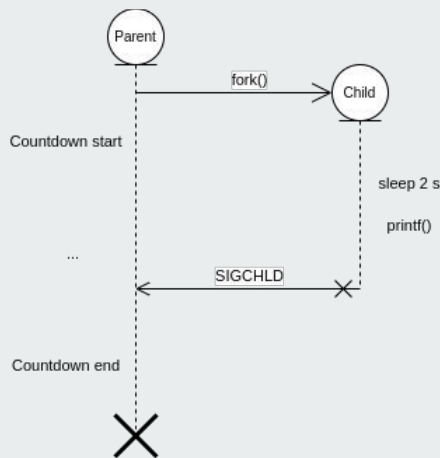 Parent
fork()
Child
Countdown start
sleep 2 s
printf()
...
SIGCHLD
Countdown end